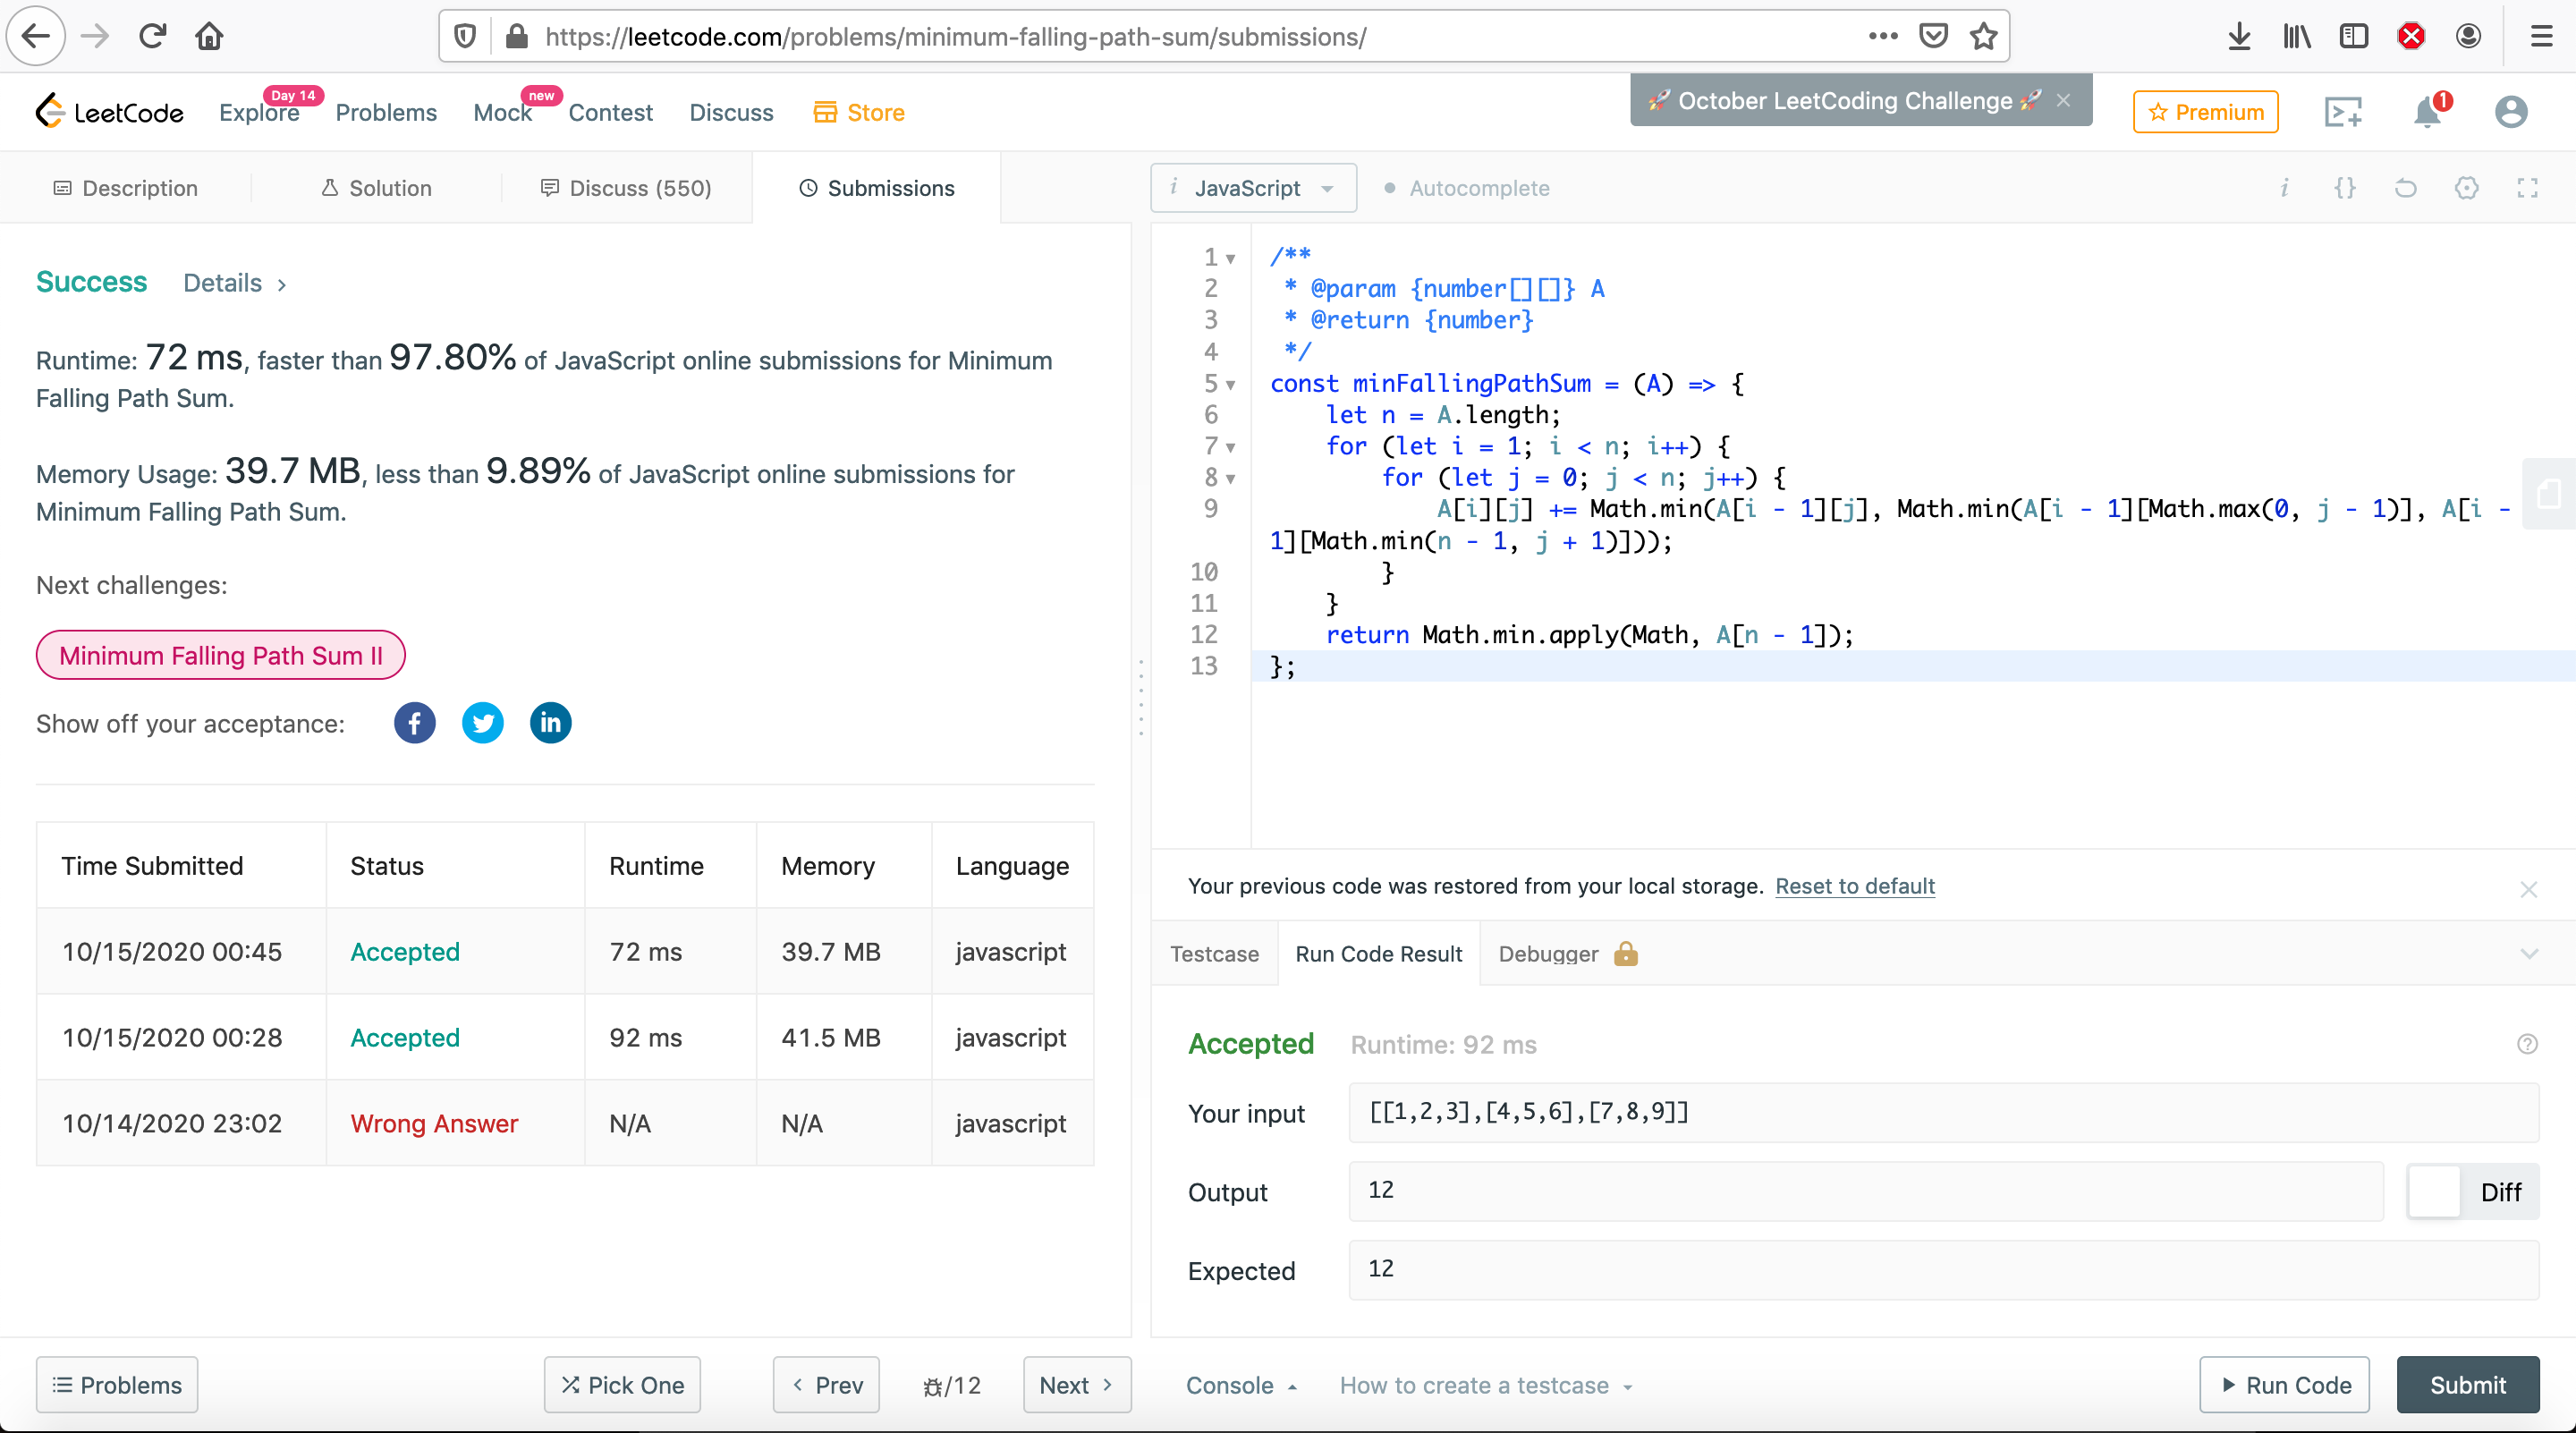 https://leetcode.com/problems/minimum-falling-path-sum/submissions/
LeetCode
Explore
Day 14
Problems
Mock
new
Contest
Discuss
Store
🚀 October LeetCoding Challenge 🚀 ×
Premium
1
Description
Solution
Discuss (550)
Submissions
i JavaScript
Autocomplete
i {}
Success
Details >
Runtime: 72 ms, faster than 97.80% of JavaScript online submissions for Minimum
Falling Path Sum.
Memory Usage: 39.7 MB, less than 9.89% of JavaScript online submissions for
Minimum Falling Path Sum.
Next challenges:
Minimum Falling Path Sum II
Show off your acceptance:
f
in
Time Submitted Status Runtime Memory Language
10/15/2020 00:45 Accepted 72 ms 39.7 MB javascript
10/15/2020 00:28 Accepted 92 ms 41.5 MB javascript
10/14/2020 23:02 Wrong Answer N/A N/A javascript
1 /**
2 * @param {number[][]} A
3 * @return {number}
4 */
5 const minFallingPathSum = (A) => {
6 let n = A.length;
7 for (let i = 1; i < n; i++) {
8 for (let j = 0; j < n; j++) {
9 A[i][j] += Math.min(A[i - 1][j], Math.min(A[i - 1][Math.max(0, j - 1)], A[i -
1][Math.min(n - 1, j + 1)]));
10 }
11 }
12 return Math.min.apply(Math, A[n - 1]);
13 };
Your previous code was restored from your local storage. Reset to default
Testcase
Run Code Result
Debugger
Accepted Runtime: 92 ms
Your input [[1,2,3],[4,5,6],[7,8,9]]
Output 12
Diff
Expected 12
Problems
Pick One
< Prev
/12
Next >
Console
How to create a testcase
Run Code
Submit